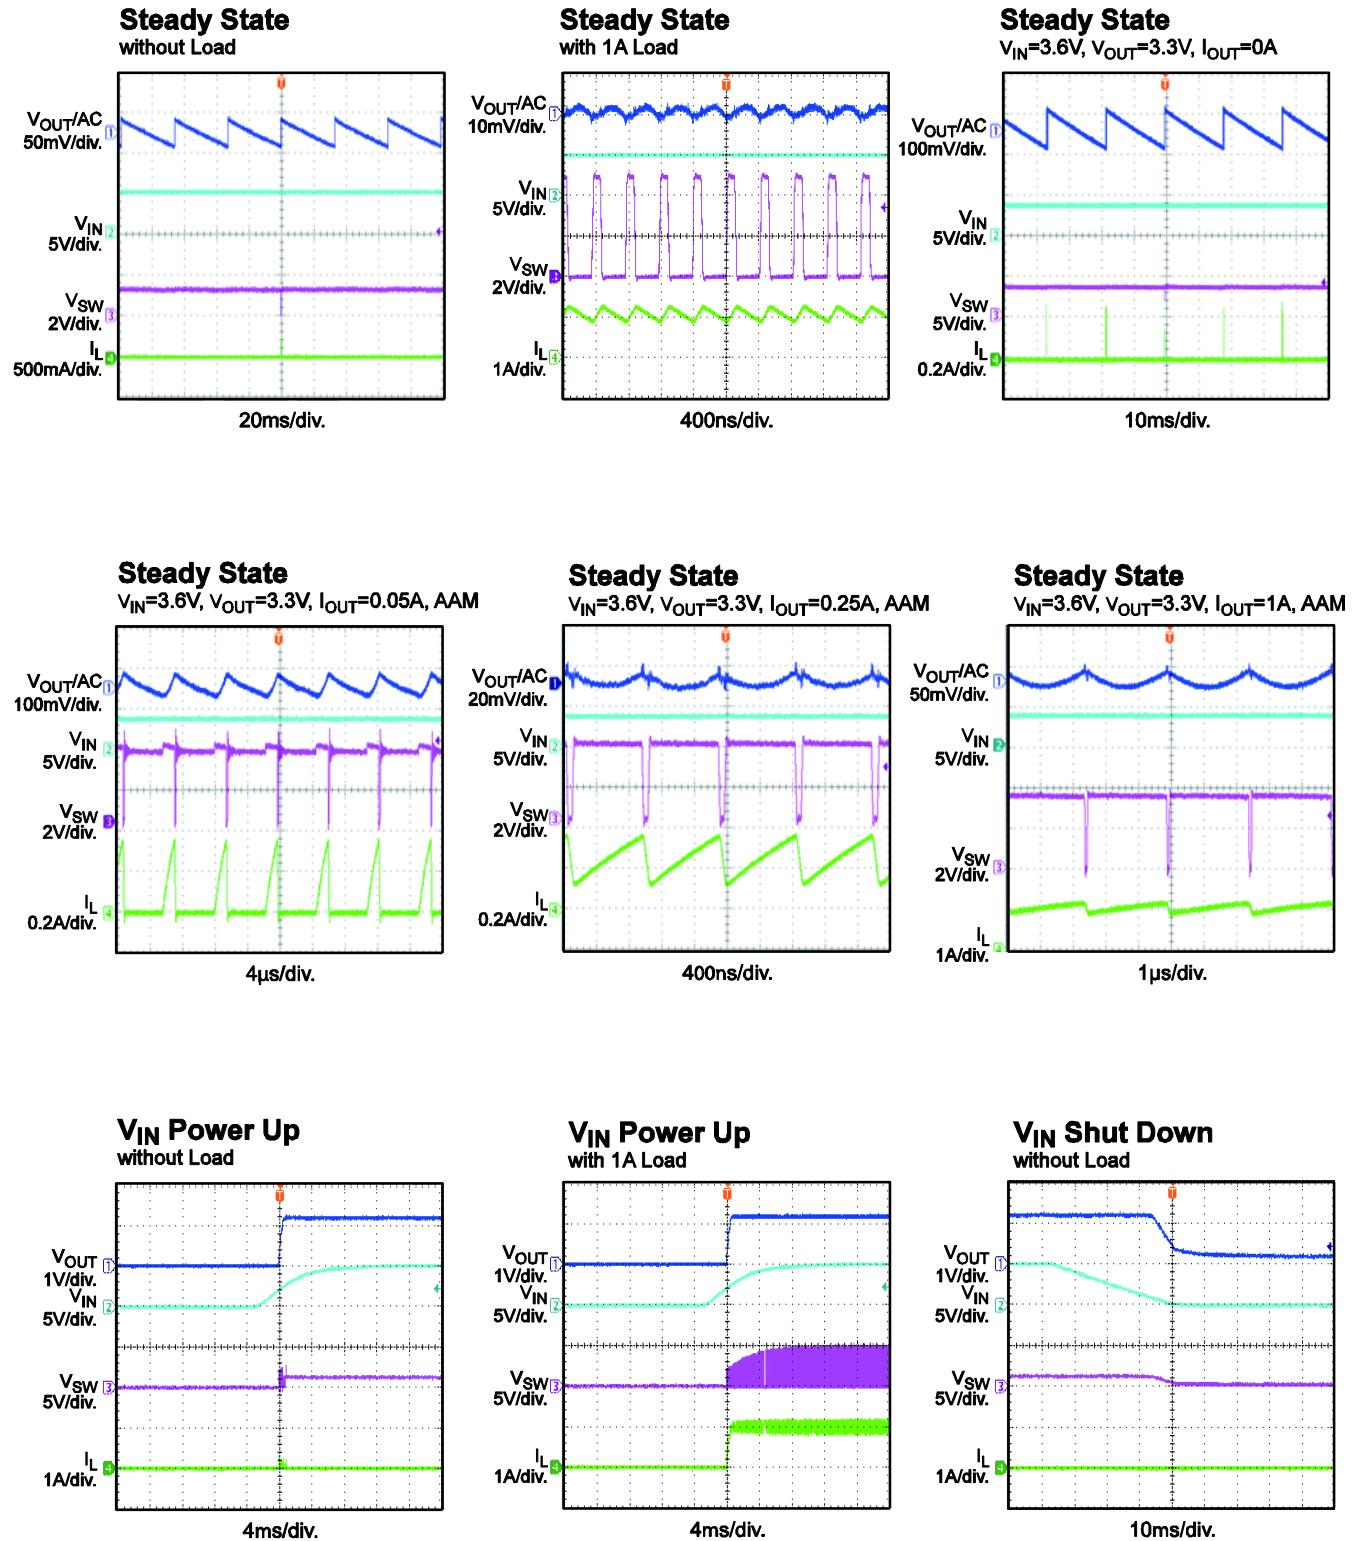 Steady State
without Load
VOUT/AC
50mV/div.
VIN
5V/div.
VSW
2V/div.
IL
500mA/div.
20ms/div.
Steady State
with 1A Load
VOUT/AC
10mV/div.
VIN
5V/div.
VSW
2V/div.
IL
1A/div.
400ns/div.
Steady State
VIN=3.6V, VOUT=3.3V, IOUT=0A
VOUT/AC
100mV/div.
VIN
5V/div.
VSW
5V/div.
IL
0.2A/div.
10ms/div.
Steady State
VIN=3.6V, VOUT=3.3V, IOUT=0.05A, AAM
VOUT/AC
100mV/div.
VIN
5V/div.
VSW
2V/div.
IL
0.2A/div.
4µs/div.
Steady State
VIN=3.6V, VOUT=3.3V, IOUT=0.25A, AAM
VOUT/AC
20mV/div.
VIN
5V/div.
VSW
2V/div.
IL
0.2A/div.
400ns/div.
Steady State
VIN=3.6V, VOUT=3.3V, IOUT=1A, AAM
VOUT/AC
50mV/div.
VIN
5V/div.
VSW
2V/div.
IL
1A/div.
1µs/div.
VIN Power Up
without Load
VOUT
1V/div.
VIN
5V/div.
VSW
5V/div.
IL
1A/div.
4ms/div.
VIN Power Up
with 1A Load
VOUT
1V/div.
VIN
5V/div.
VSW
5V/div.
IL
1A/div.
4ms/div.
VIN Shut Down
without Load
VOUT
1V/div.
VIN
5V/div.
VSW
5V/div.
IL
1A/div.
10ms/div.